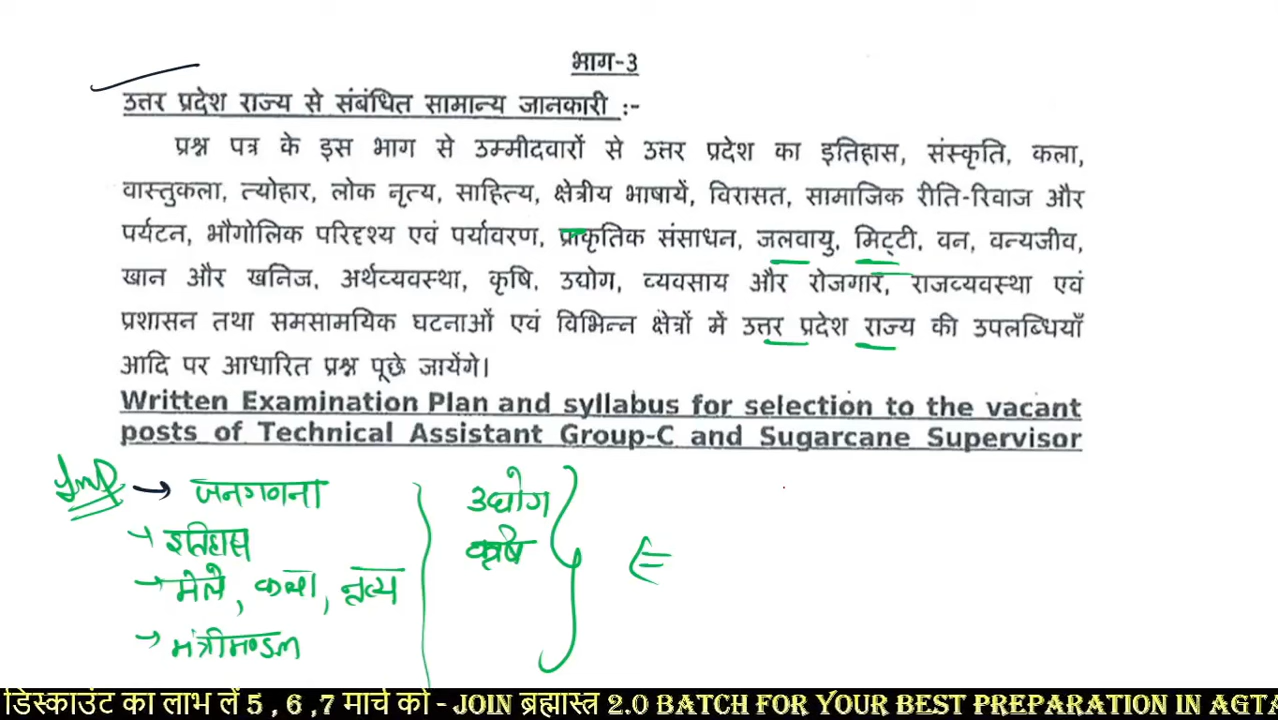 भाग-3
उत्तर प्रदेश राज्य से संबंधित सामान्य जानकारी :-
प्रश्न पत्र के इस भाग से उम्मीदवारों से उत्तर प्रदेश का इतिहास, संस्कृति, कला,
वास्तुकला, त्योहार, लोक नृत्य, साहित्य, क्षेत्रीय भाषायें, विरासत, सामाजिक रीति-रिवाज और
पर्यटन, भौगोलिक परिदृश्य एवं पर्यावरण, प्राकृतिक संसाधन, जलवायु, मिट्टी, वन, वन्यजीव,
खान और खनिज, अर्थव्यवस्था, कृषि, उद्योग, व्यवसाय और रोजगार, राजव्यवस्था एवं
प्रशासन तथा समसामयिक घटनाओं एवं विभिन्न क्षेत्रों में उत्तर प्रदेश राज्य की उपलब्धियाँ
आदि पर आधारित प्रश्न पूछे जायेंगे।
Written Examination Plan and syllabus for selection to the vacant
posts of Technical Assistant Group-C and Sugarcane Supervisor
Imp → जनगणना
→ इतिहास
→ मेले, कला, नृत्य
→ मंत्रीमण्डल
उद्योग
कृषि
डिस्काउंट का लाभ लें 5 , 6 ,7 मार्च को - JOIN ब्रह्मास्त्र 2.0 BATCH FOR YOUR BEST PREPARATION IN AGTA